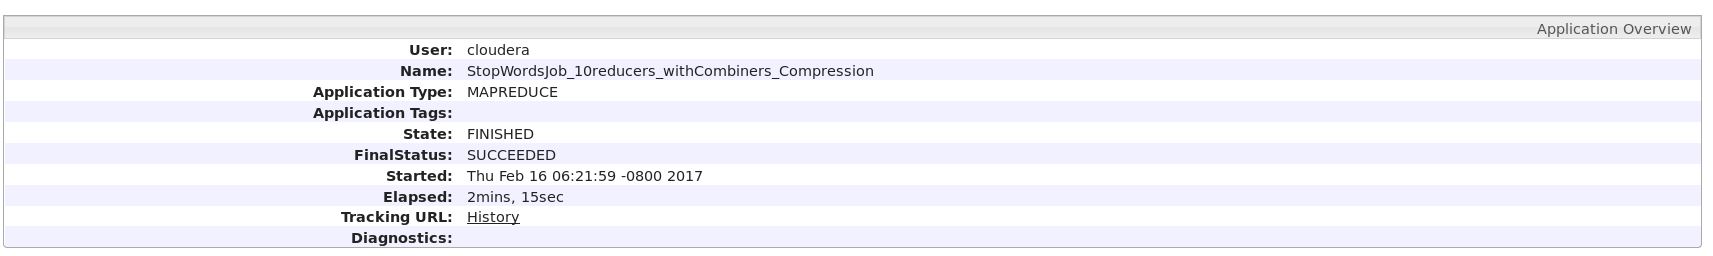 Application Overview
User: cloudera
Name: StopWordsJob_10reducers_withCombiners_Compression
Application Type: MAPREDUCE
Application Tags:
State: FINISHED
FinalStatus: SUCCEEDED
Started: Thu Feb 16 06:21:59 -0800 2017
Elapsed: 2mins, 15sec
Tracking URL: History
Diagnostics: